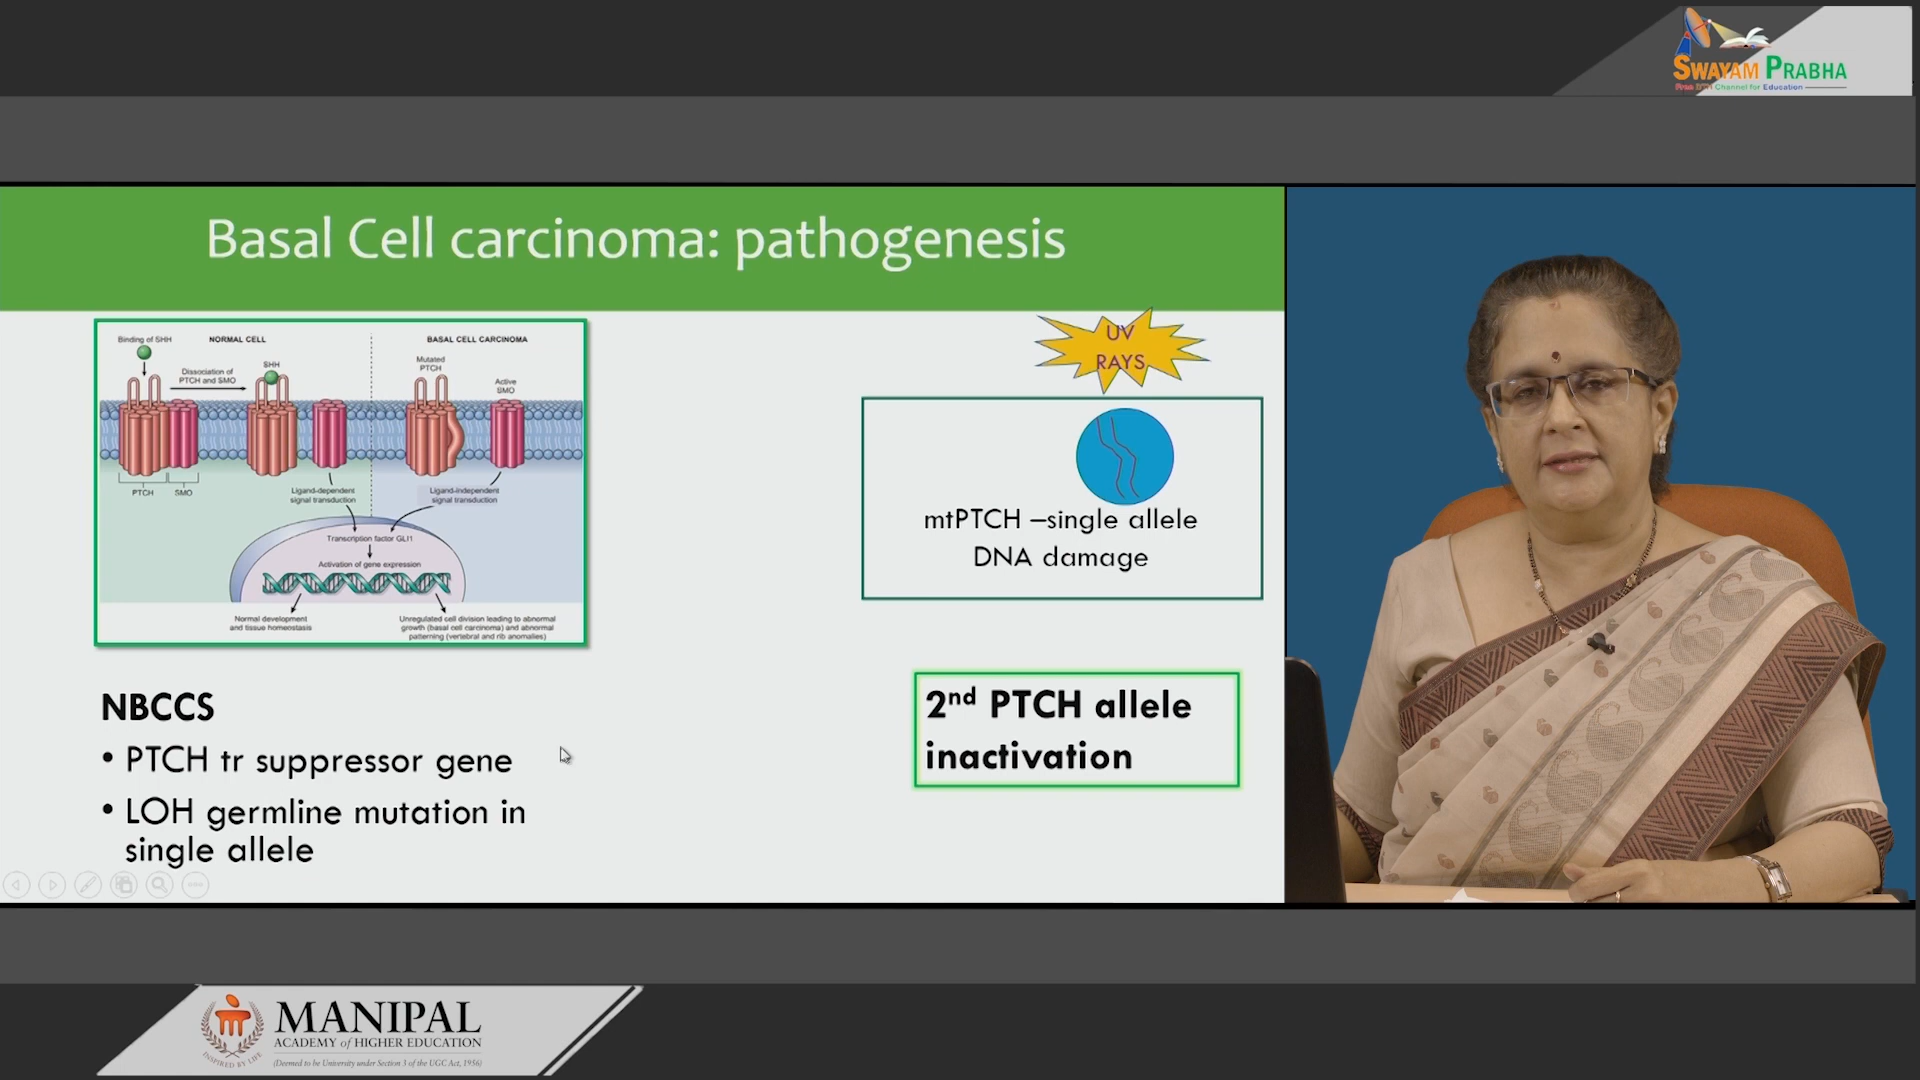 SWAYAM PRABHA
Free DTH Channel for Education
Basal Cell carcinoma: pathogenesis
Binding of SHH
NORMAL CELL
BASAL CELL CARCINOMA
Dissociation of
PTCH and SMO
SHH
Mutated
PTCH
Active
SMO
PTCH
SMO
Ligand-dependent
signal transduction
Ligand-independent
signal transduction
Transcription factor GLI1
Activation of gene expression
Normal development
and tissue homeostasis
Unregulated cell division leading to abnormal
growth (basal cell carcinoma) and abnormal
patterning (vertebral and rib anomalies)
UV
RAYS
mtPTCH –single allele
DNA damage
NBCCS
• PTCH tr suppressor gene
• LOH germline mutation in
single allele
2nd PTCH allele
inactivation
INSPIRED BY LIFE
MANIPAL
ACADEMY of HIGHER EDUCATION
(Deemed to be University under Section 3 of the UGC Act, 1956)